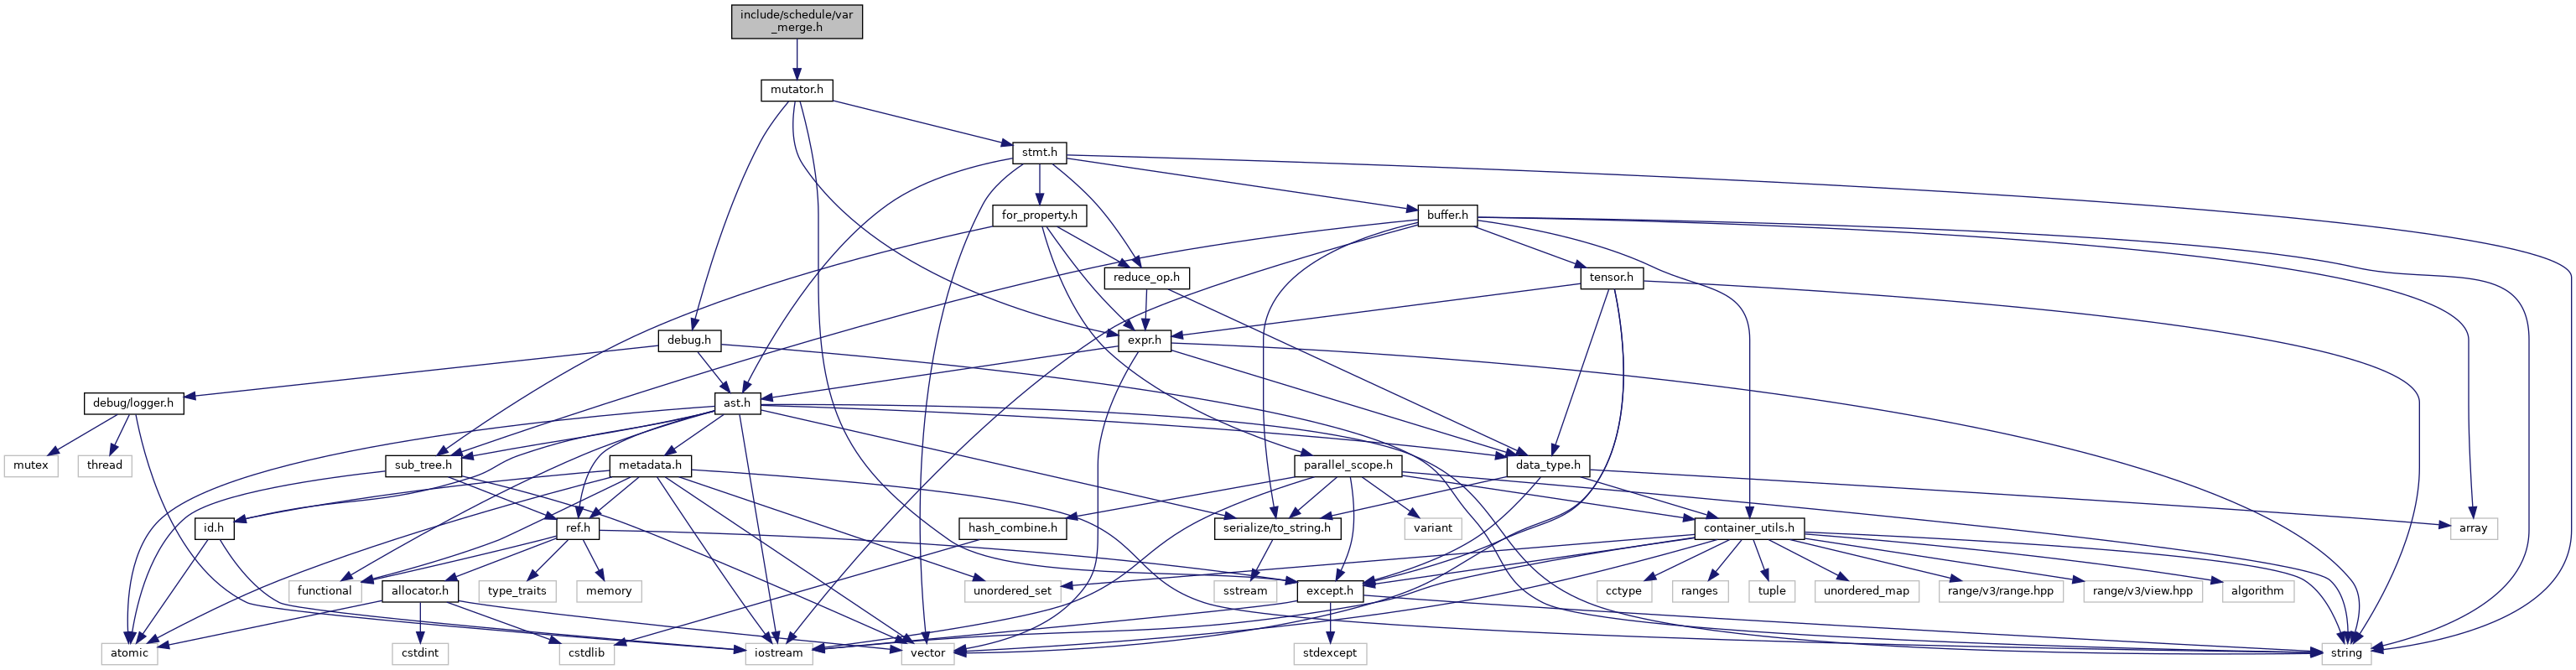 include/schedule/var
_merge.h
mutator.h
stmt.h
for_property.h
buffer.h
reduce_op.h
tensor.h
debug.h
expr.h
debug/logger.h
ast.h
mutex
thread
sub_tree.h
metadata.h
parallel_scope.h
data_type.h
id.h
ref.h
hash_combine.h
serialize/to_string.h
variant
container_utils.h
array
functional
allocator.h
type_traits
memory
unordered_set
sstream
except.h
cctype
ranges
tuple
unordered_map
range/v3/range.hpp
range/v3/view.hpp
algorithm
atomic
cstdint
cstdlib
iostream
vector
stdexcept
string